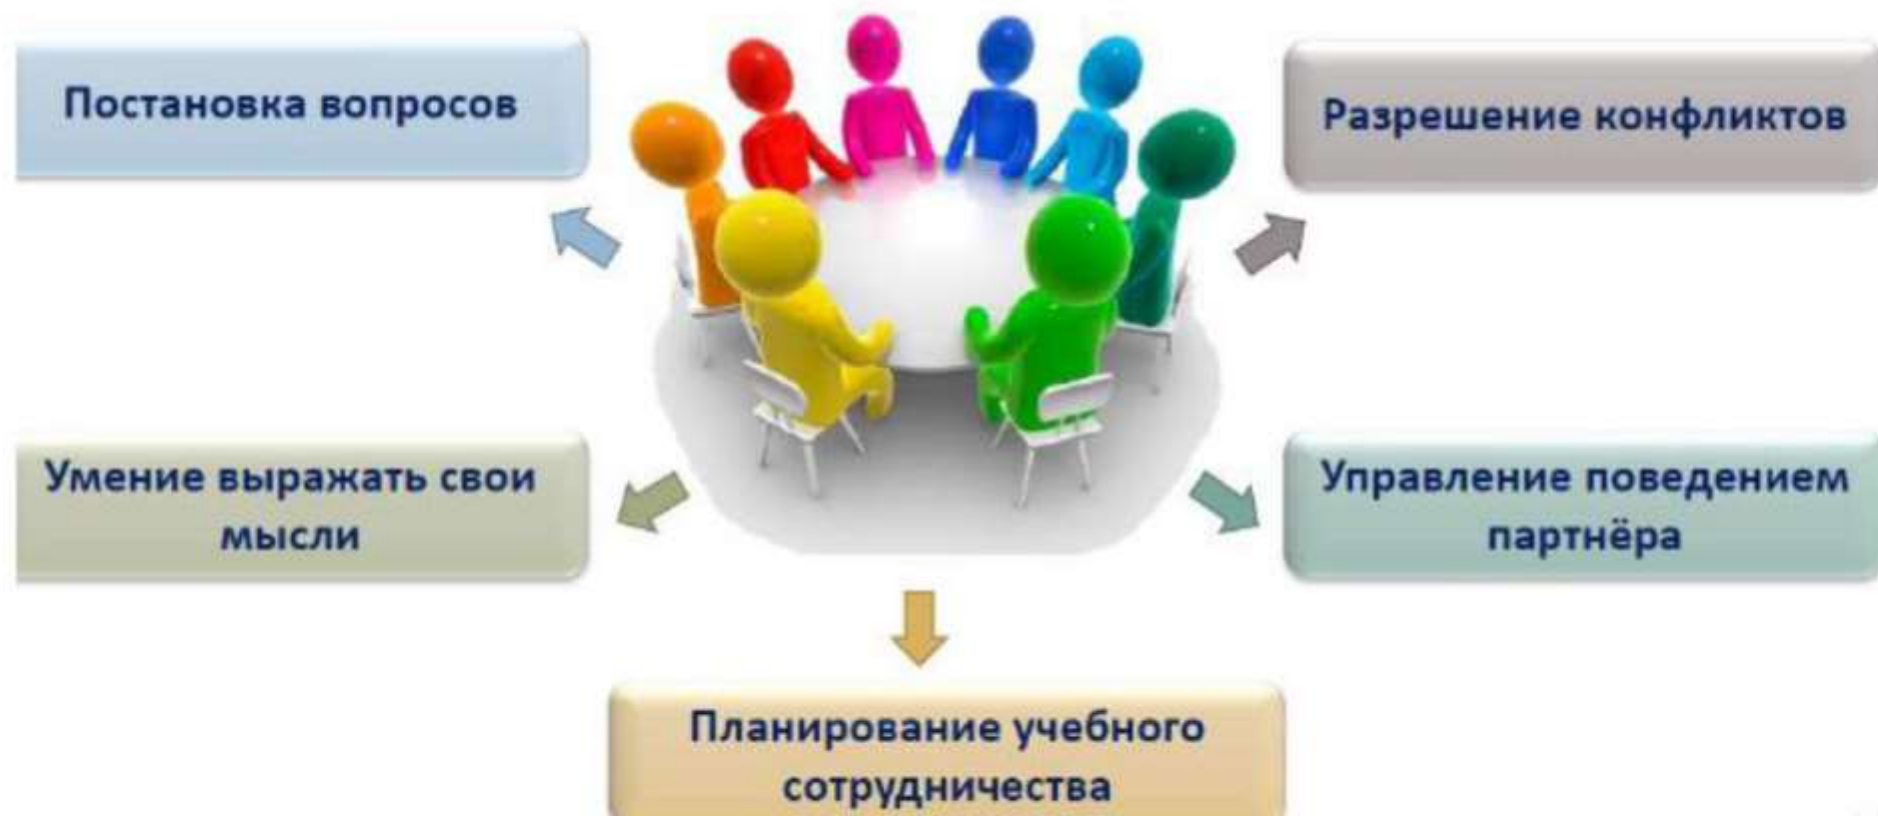 Постановка вопросов
Разрешение конфликтов
Умение выражать свои
мысли
Управление поведением
партнёра
Планирование учебного
сотрудничества